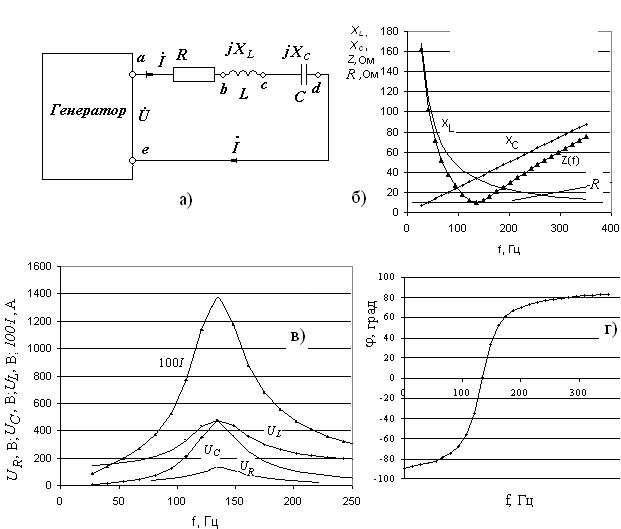 a
İ
R
jX_L
jX_C
b
L
c
C
d
Генератор
U̇
e
İ
а)
X_L,
X_C,
Z,Ом
R,Ом
б)
180
160
140
120
100
80
60
40
20
0
X_L
X_C
Z(f)
R
0 100 200 300 400
f, Гц
U_R, В; U_C, В; U_L, В; 100I, А
1600
1400
1200
1000
800
600
400
200
0
в)
100I
U_L
U_C
U_R
0 50 100 150 200 250
f, Гц
φ, град
100
80
60
40
20
0
-20
-40
-60
-80
-100
г)
0 100 200 300
f, Гц